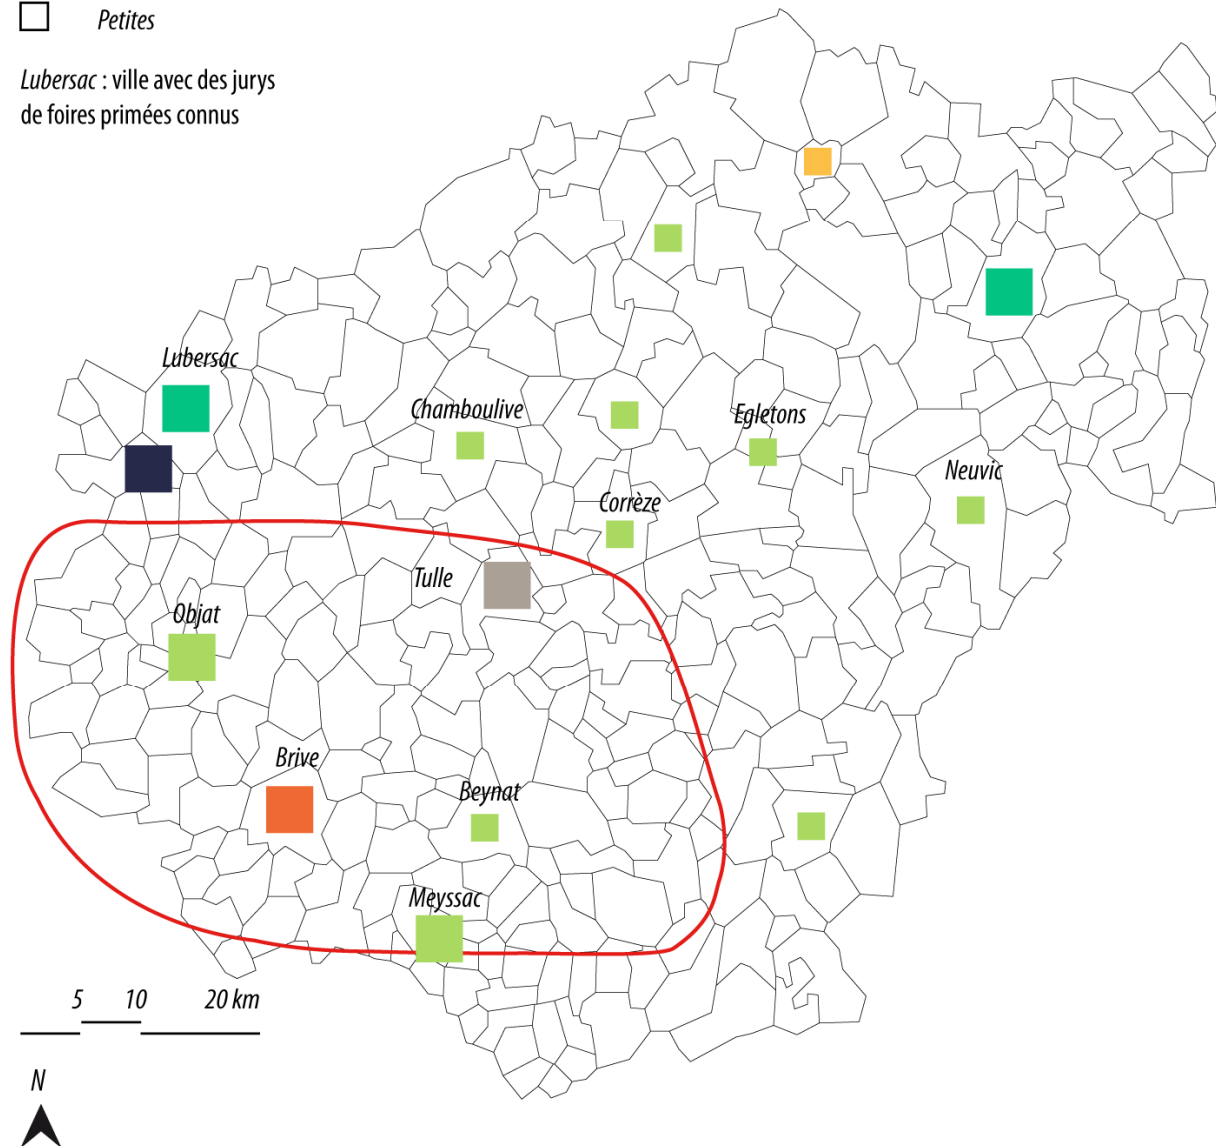 Petites
Lubersac : ville avec des jurys
de foires primées connus
Lubersac
Chamboulive
Egletons
Neuvic
Corrèze
Tulle
Objat
Brive
Beynat
Meyssac
5 10 20 km
N